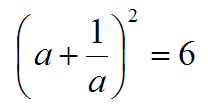 (a + 1/a)² = 6